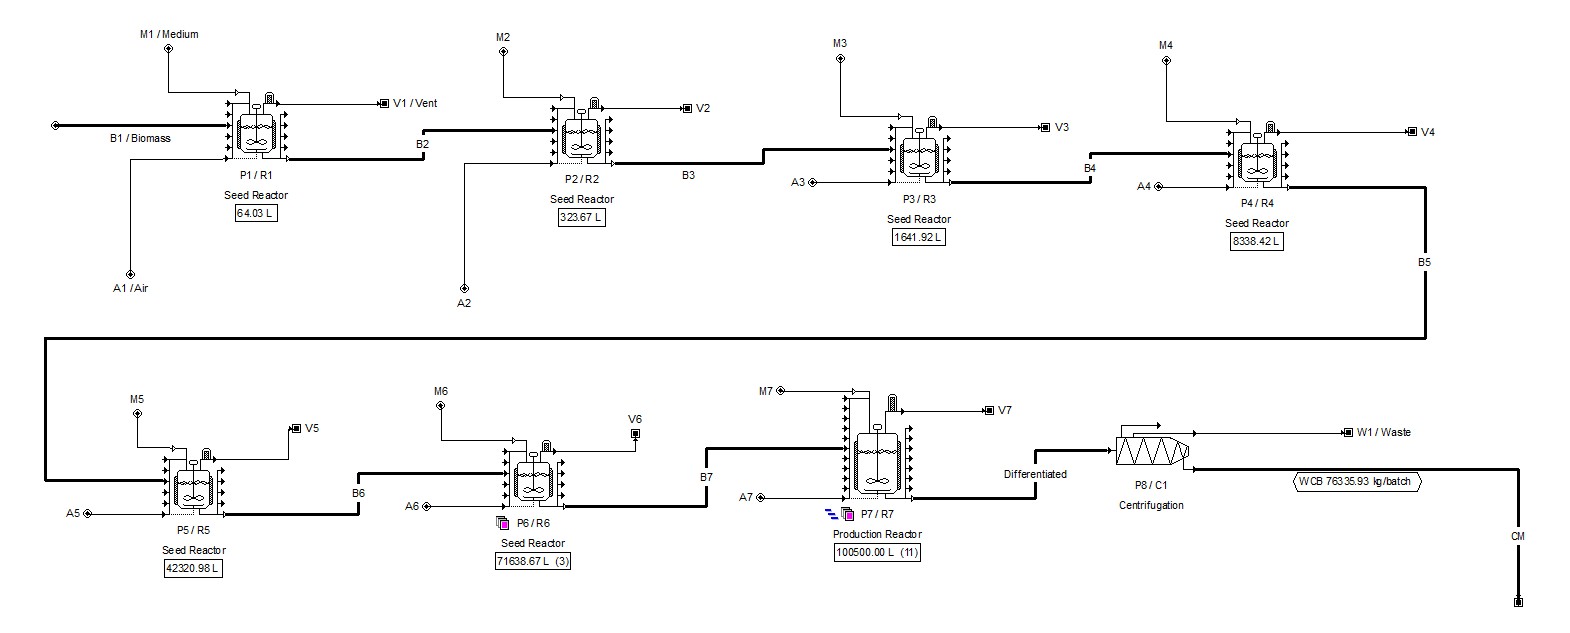 M1 / Medium
M2
M3
M4
V1 / Vent
V2
V3
V4
B1 / Biomass
B2
B3
B4
A3
A4
P1 / R1
Seed Reactor
64.03 L
P2 / R2
Seed Reactor
323.67 L
P3 / R3
Seed Reactor
1641.92 L
P4 / R4
Seed Reactor
8338.42 L
B5
A1 / Air
A2
M5
M6
M7
V5
V6
V7
W1 / Waste
B6
B7
Differentiated
WCB 76335.93 kg/batch
A5
A6
A7
P5 / R5
Seed Reactor
42320.98 L
P6 / R6
Seed Reactor
71638.67 L (3)
P7 / R7
Production Reactor
100500.00 L (11)
P8 / C1
Centrifugation
CM